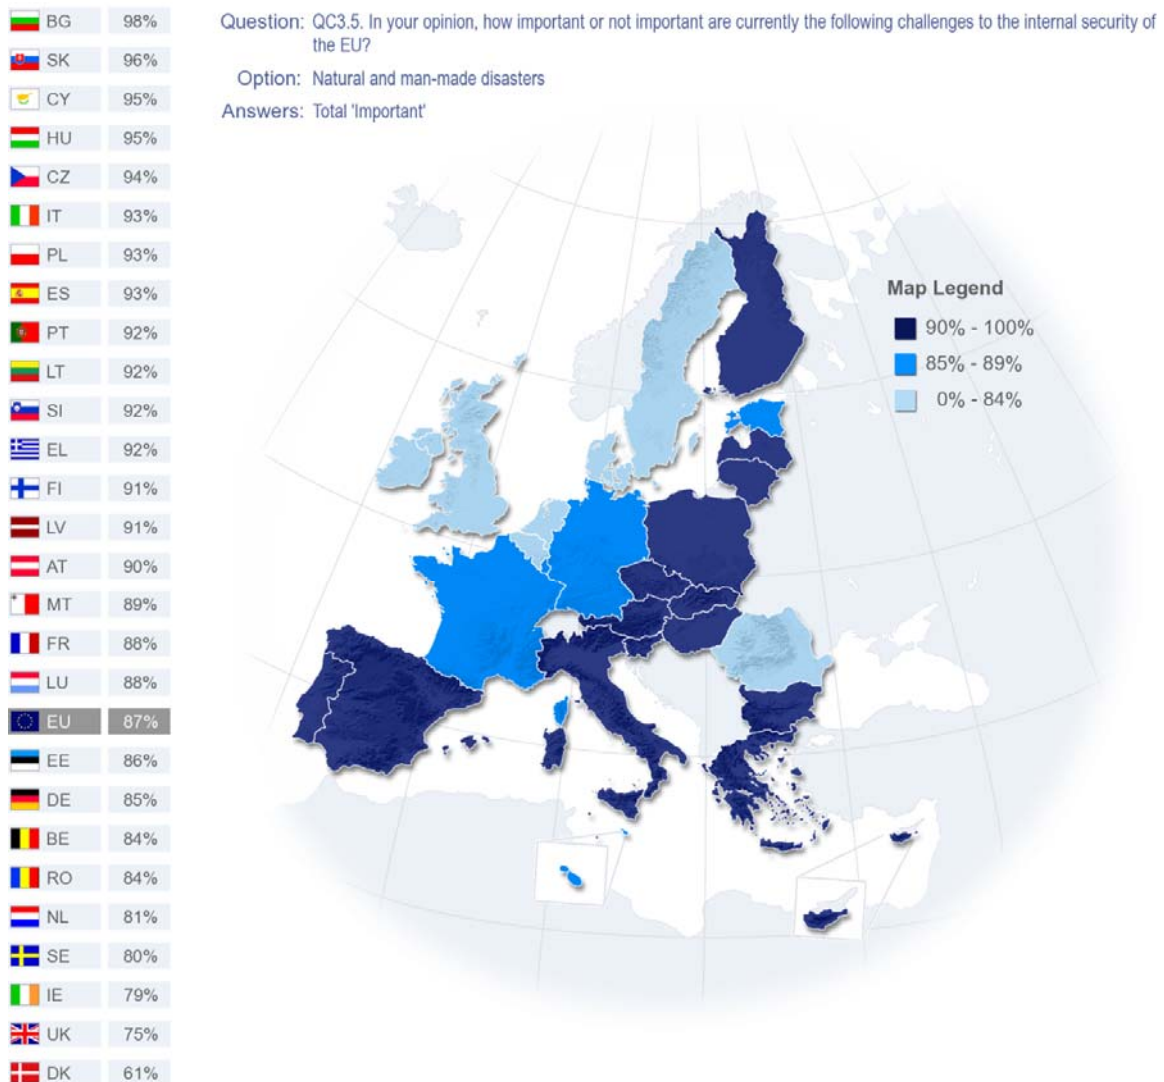 Question: QC3.5. In your opinion, how important or not important are currently the following challenges to the internal security of
the EU?
Option: Natural and man-made disasters
Answers: Total 'Important'
BG 98%
SK 96%
CY 95%
HU 95%
CZ 94%
IT 93%
PL 93%
ES 93%
PT 92%
LT 92%
SI 92%
EL 92%
FI 91%
LV 91%
AT 90%
MT 89%
FR 88%
LU 88%
EU 87%
EE 86%
DE 85%
BE 84%
RO 84%
NL 81%
SE 80%
IE 79%
UK 75%
DK 61%
Map Legend
90% - 100%
85% - 89%
0% - 84%